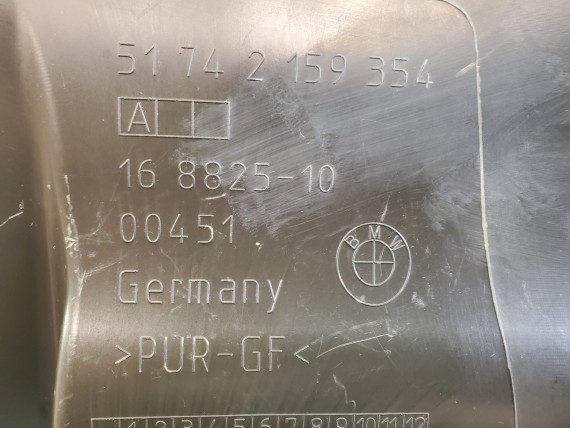 51 74 2 159 354
A
16 8825-10
00451
BMW
Germany
>PUR-GF<
1 2 3 4 5 6 7 8 9 10 11 12